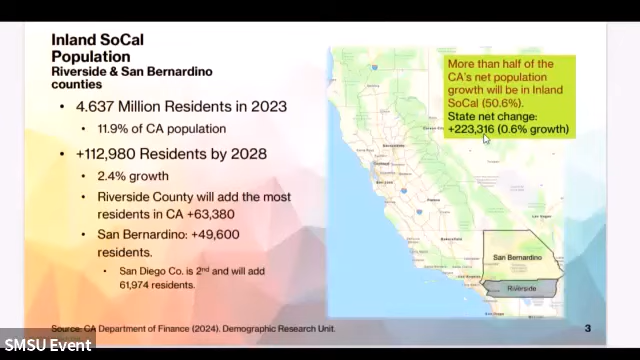 Inland SoCal
Population
Riverside & San Bernardino
counties
• 4.637 Million Residents in 2023
• 11.9% of CA population
• +112,980 Residents by 2028
• 2.4% growth
• Riverside County will add the most
residents in CA +63,380
• San Bernardino: +49,600
residents.
• San Diego Co. is 2nd and will add
61,974 residents.
More than half of the
CA's net population
growth will be in Inland
SoCal (50.6%).
State net change:
+223,316 (0.6% growth)
San Bernardino
Riverside
Source: CA Department of Finance (2024). Demographic Research Unit.
3
SMSU Event